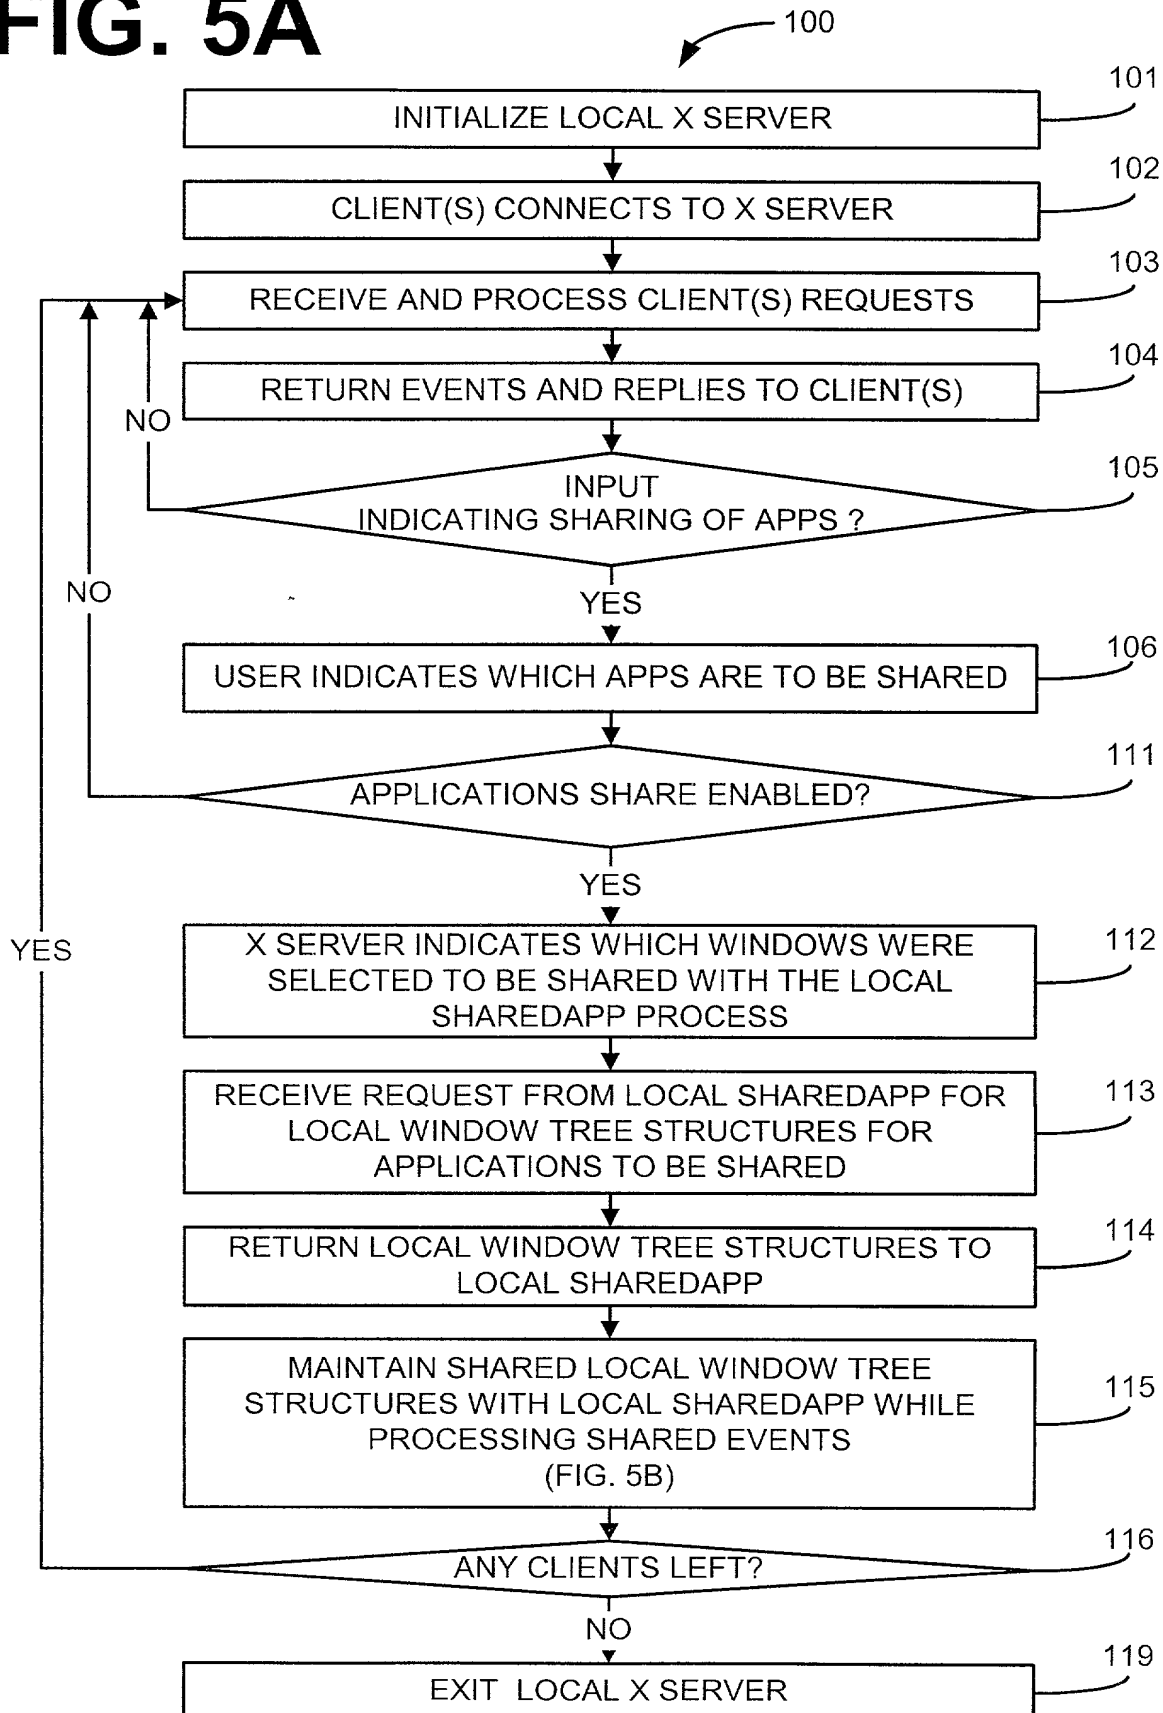 FIG. 5A
100
101
INITIALIZE LOCAL X SERVER
102
CLIENT(S) CONNECTS TO X SERVER
103
RECEIVE AND PROCESS CLIENT(S) REQUESTS
104
RETURN EVENTS AND REPLIES TO CLIENT(S)
NO
105
INPUT
INDICATING SHARING OF APPS ?
NO
YES
106
USER INDICATES WHICH APPS ARE TO BE SHARED
111
APPLICATIONS SHARE ENABLED?
YES
YES
112
X SERVER INDICATES WHICH WINDOWS WERE
SELECTED TO BE SHARED WITH THE LOCAL
SHAREDAPP PROCESS
113
RECEIVE REQUEST FROM LOCAL SHAREDAPP FOR
LOCAL WINDOW TREE STRUCTURES FOR
APPLICATIONS TO BE SHARED
114
RETURN LOCAL WINDOW TREE STRUCTURES TO
LOCAL SHAREDAPP
115
MAINTAIN SHARED LOCAL WINDOW TREE
STRUCTURES WITH LOCAL SHAREDAPP WHILE
PROCESSING SHARED EVENTS
(FIG. 5B)
116
ANY CLIENTS LEFT?
NO
119
EXIT LOCAL X SERVER